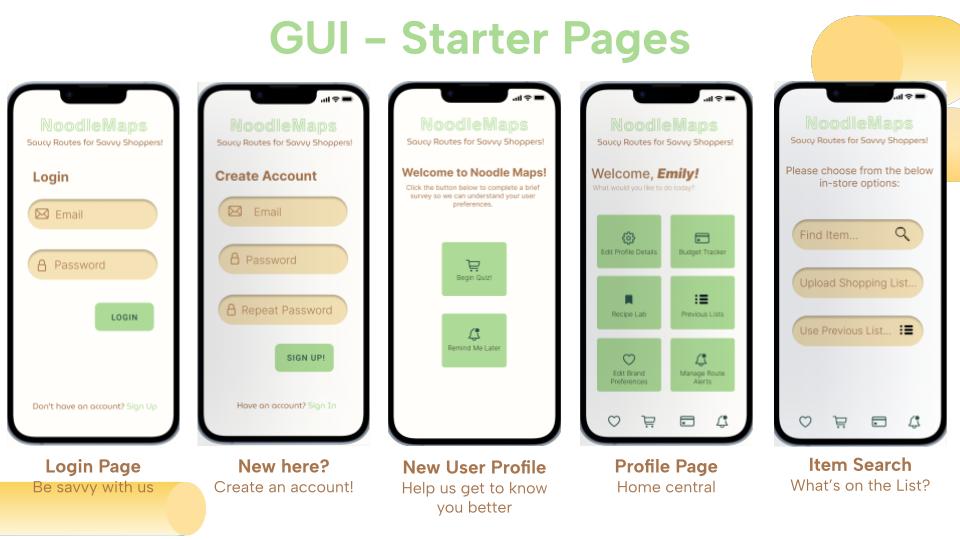 GUI – Starter Pages
NoodleMaps
Saucy Routes for Savvy Shoppers!
Login
Email
Password
LOGIN
Don't have an account? Sign Up
Login Page
Be savvy with us
NoodleMaps
Saucy Routes for Savvy Shoppers!
Create Account
Email
Password
Repeat Password
SIGN UP!
Have an account? Sign In
New here?
Create an account!
NoodleMaps
Saucy Routes for Savvy Shoppers!
Welcome to Noodle Maps!
Click the button below to complete a brief
survey so we can understand your user
preferences.
Begin Quiz!
Remind Me Later
New User Profile
Help us get to know
you better
NoodleMaps
Saucy Routes for Savvy Shoppers!
Welcome, Emily!
What would you like to do today?
Edit Profile Details
Budget Tracker
Recipe Lab
Previous Lists
Edit Brand
Preferences
Manage Route
Alerts
Profile Page
Home central
NoodleMaps
Saucy Routes for Savvy Shoppers!
Please choose from the below
in-store options:
Find Item...
Upload Shopping List...
Use Previous List...
Item Search
What's on the List?